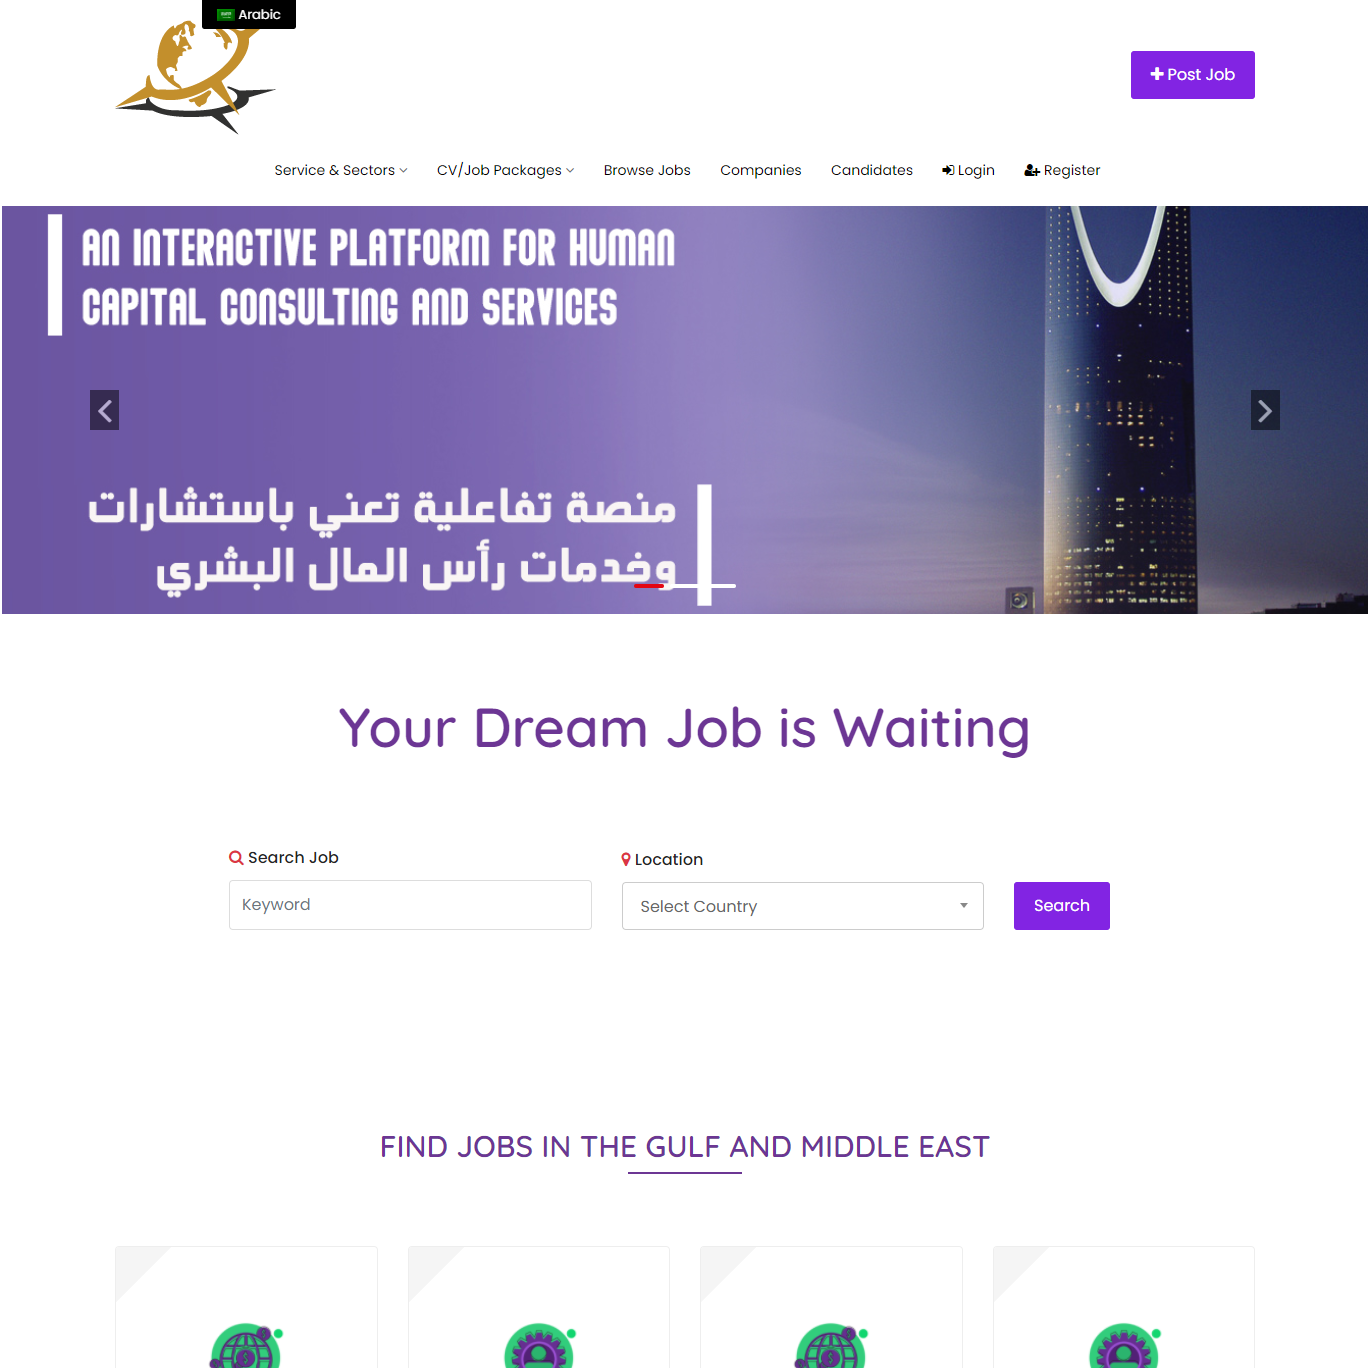 Arabic
Post Job
Service & Sectors
CV/Job Packages
Browse Jobs
Companies
Candidates
Login
Register
AN INTERACTIVE PLATFORM FOR HUMAN
CAPITAL CONSULTING AND SERVICES
منصة تفاعلية تعني باستشارات
وخدمات رأس المال البشري
Your Dream Job is Waiting
Search Job
Location
Keyword
Select Country
Search
FIND JOBS IN THE GULF AND MIDDLE EAST